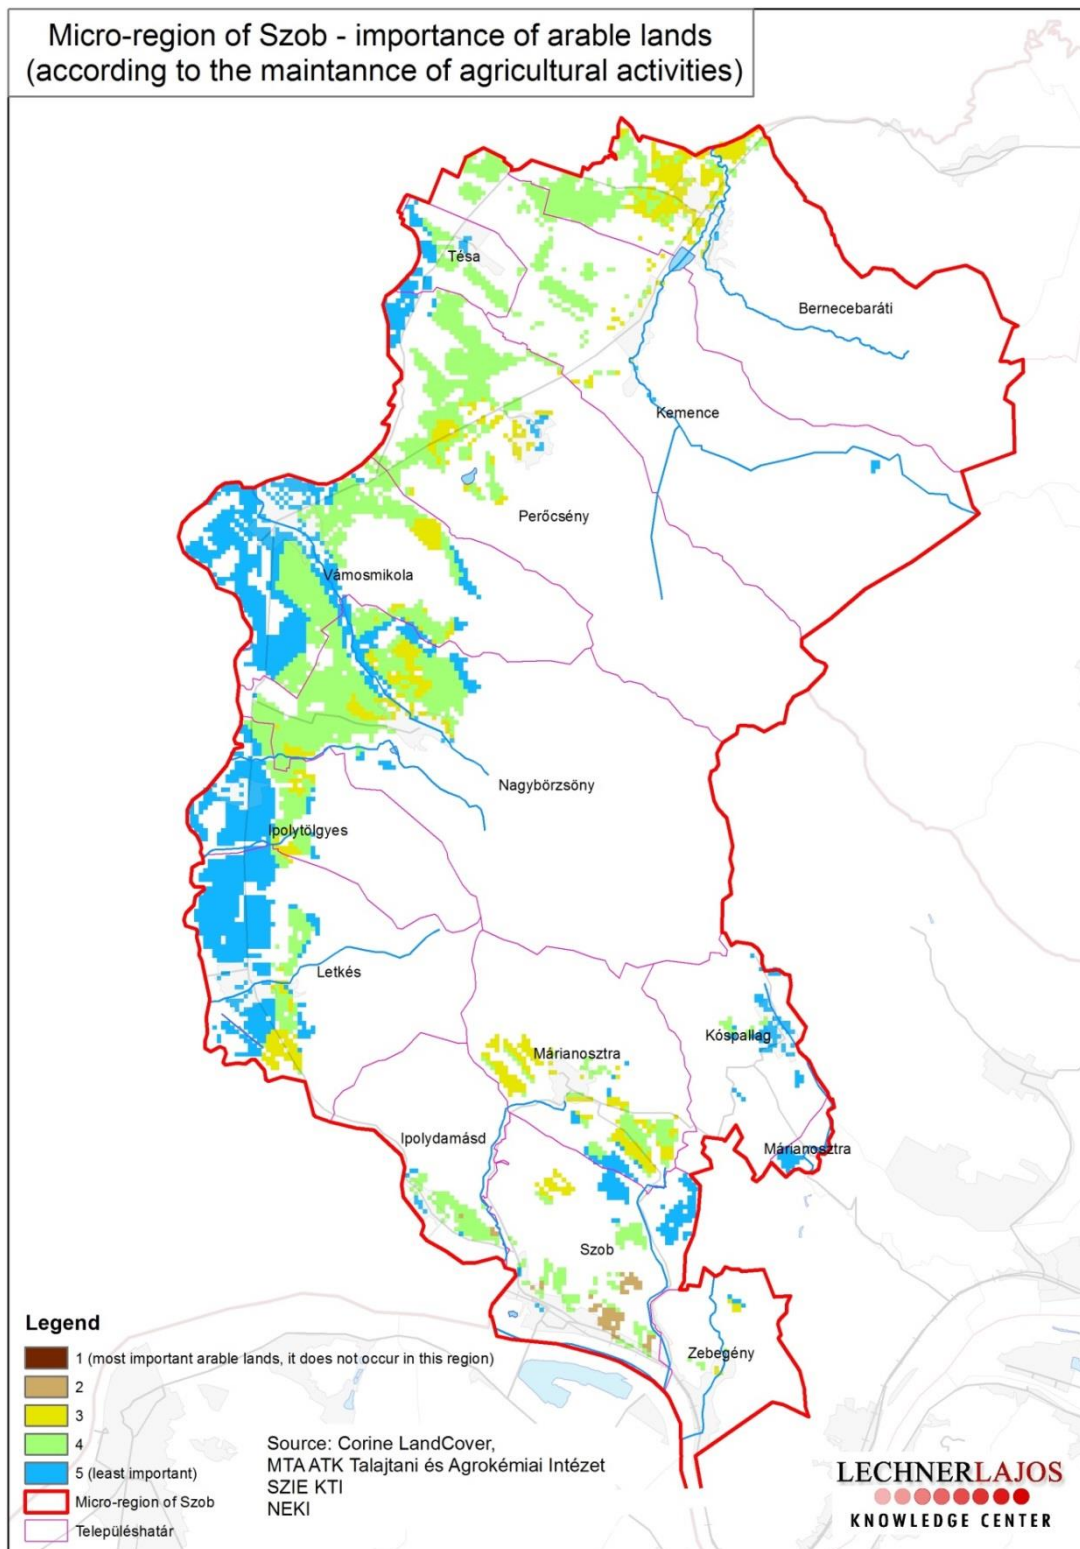 Micro-region of Szob - importance of arable lands
(according to the maintannce of agricultural activities)
Tésa
Bernecebaráti
Kemence
Perőcsény
Vámosmikola
Nagybörzsöny
Ipolytölgyes
Letkés
Kóspallag
Márianosztra
Ipolydamásd
Márianosztra
Szob
Zebegény
Legend
1 (most important arable lands, it does not occur in this region)
2
3
4
5 (least important)
Micro-region of Szob
Településhatár
Source: Corine LandCover,
MTA ATK Talajtani és Agrokémiai Intézet
SZIE KTI
NEKI
LECHNERLAJOS
KNOWLEDGE CENTER